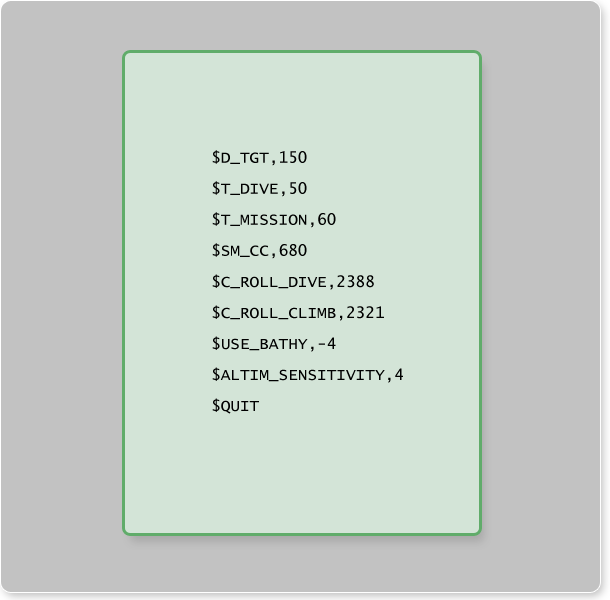 $D_TGT,150
$T_DIVE,50
$T_MISSION,60
$SM_CC,680
$C_ROLL_DIVE,2388
$C_ROLL_CLIMB,2321
$USE_BATHY,-4
$ALTIM_SENSITIVITY,4
$QUIT